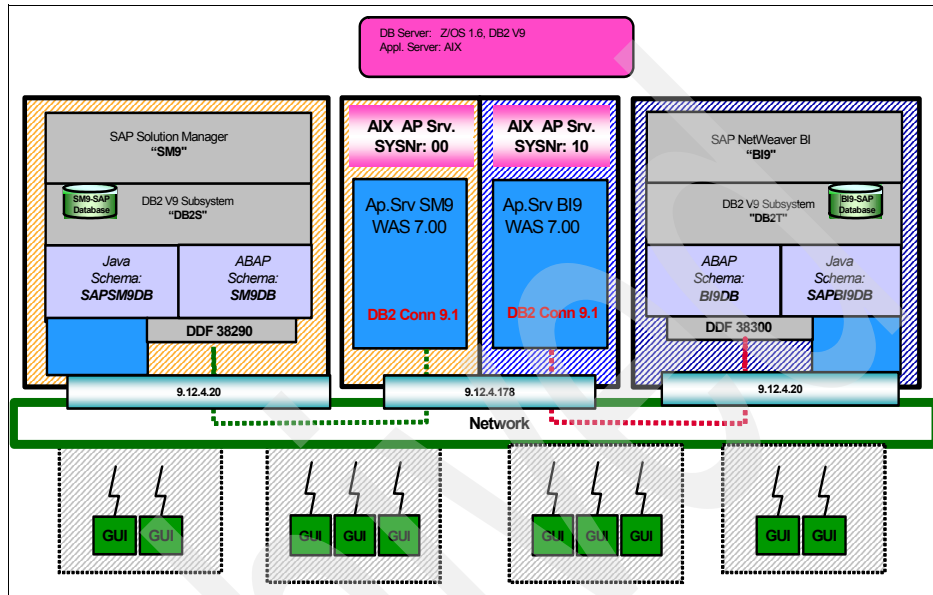 DB Server: Z/OS 1.6, DB2 V9
Appl. Server: AIX
SAP Solution Manager
“SM9"
SM9-SAP
Database
DB2 V9 Subsystem
“DB2S"
Java
Schema:
SAPSM9DB
ABAP
Schema:
SM9DB
DDF 38290
9.12.4.20
AIX AP Srv.
SYSNr: 00
Ap.Srv SM9
WAS 7.00
DB2 Conn 9.1
AIX AP Srv.
SYSNr: 10
Ap.Srv BI9
WAS 7.00
DB2 Conn 9.1
9.12.4.178
SAP NetWeaver BI
“BI9"
DB2 V9 Subsystem
"DB2T"
BI9-SAP
Database
ABAP
Schema:
BI9DB
Java
Schema:
SAPBI9DB
DDF 38300
9.12.4.20
Network
GUI GUI
GUI GUI GUI
GUI GUI GUI
GUI GUI